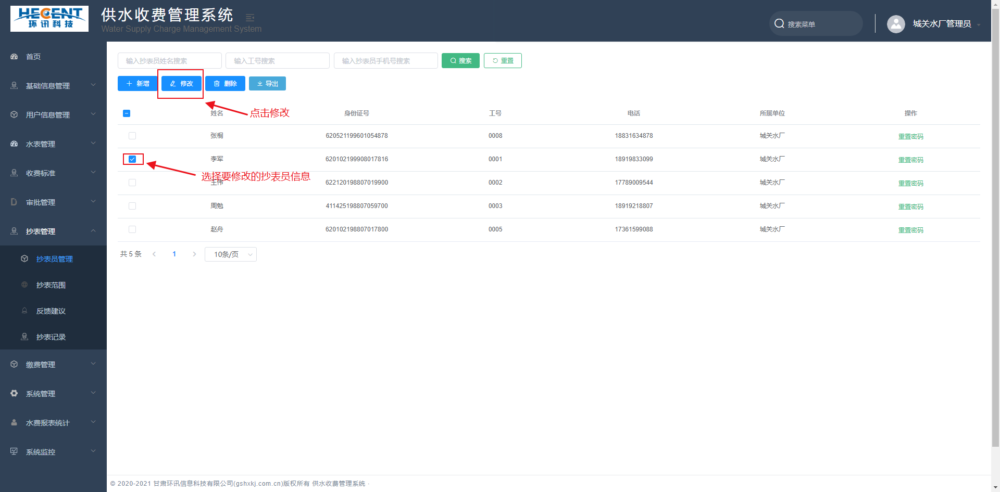 HECENT
环讯科技
供水收费管理系统
Water Supply Charge Management System
搜索菜单
城关水厂管理员
首页
基础信息管理
用户信息管理
水表管理
收费标准
审批管理
抄表管理
抄表员管理
抄表范围
反馈建议
抄表记录
缴费管理
系统管理
水费报表统计
系统监控
输入抄表员姓名搜索 输入工号搜索 输入抄表员手机号搜索 搜索 重置
新增 修改 删除 导出
点击修改
姓名 身份证号 工号 电话 所属单位 操作
张桐 620521199601054878 0008 18831634878 城关水厂 重置密码
李军 620102199908017816 0001 18919833099 城关水厂 重置密码
选择要修改的抄表员信息
王伟 622120198807019900 0002 17789009544 城关水厂 重置密码
周勉 411425198807059700 0003 18919218807 城关水厂 重置密码
赵舟 620102198807017800 0005 17361599088 城关水厂 重置密码
共 5 条 1 10条/页
© 2020-2021 甘肃环讯信息科技有限公司(gshxkj.com.cn)版权所有 供水收费管理系统 ·